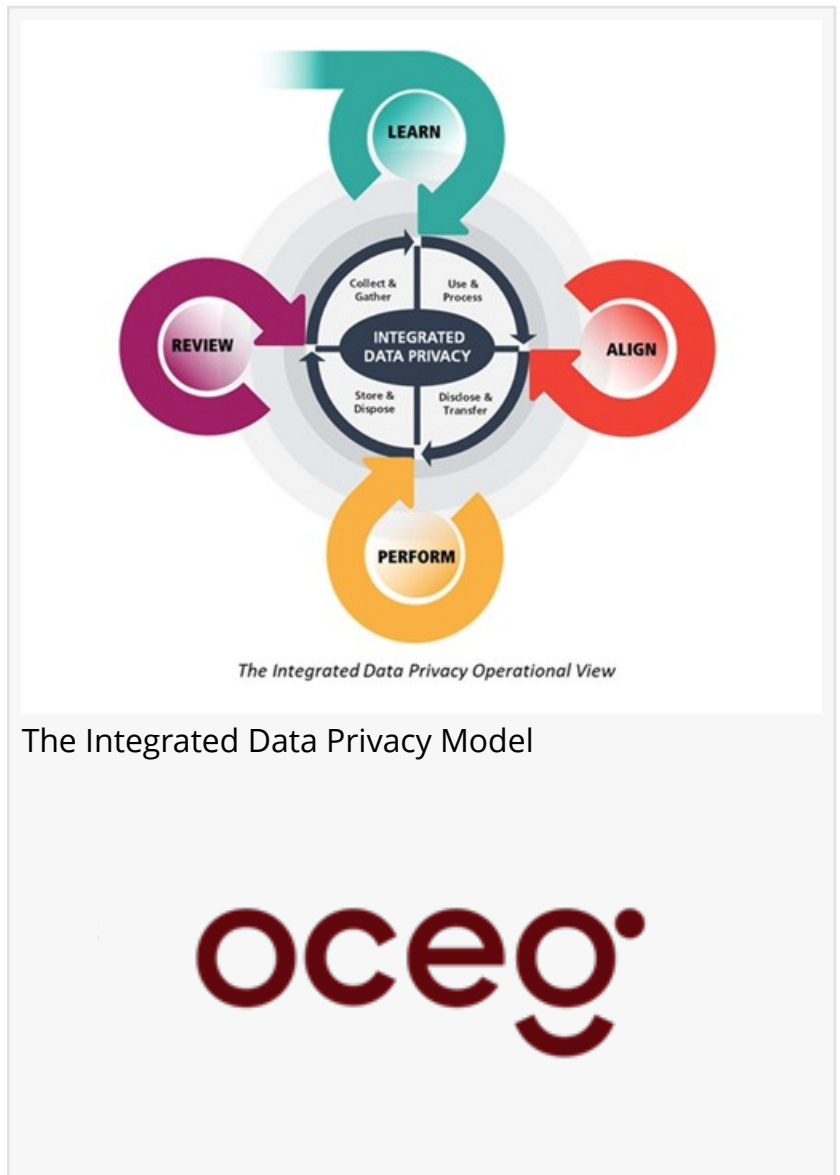 LEARN
Collect &
Gather
Use &
Process
REVIEW
INTEGRATED
DATA PRIVACY
ALIGN
Store &
Dispose
Disclose &
Transfer
PERFORM
The Integrated Data Privacy Operational View
The Integrated Data Privacy Model
oceg